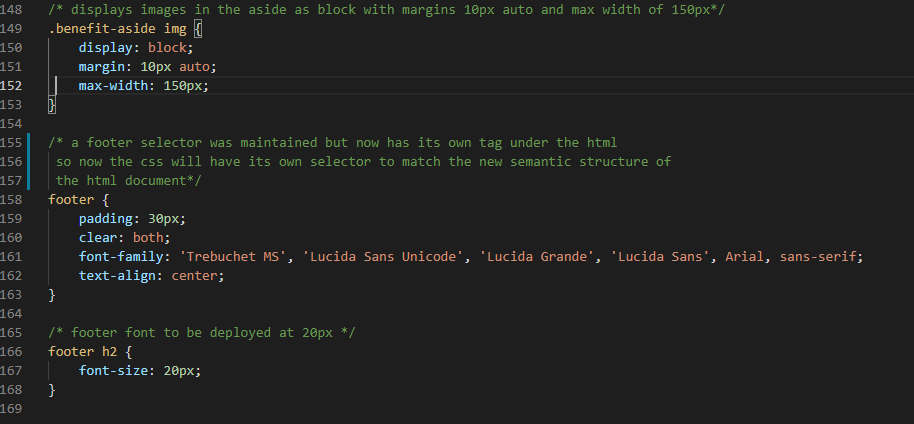 148 /* displays images in the aside as block with margins 10px auto and max width of 150px*/
149 .benefit-aside img {
150     display: block;
151     margin: 10px auto;
152     max-width: 150px;
153 }
154
155 /* a footer selector was maintained but now has its own tag under the html
156  so now the css will have its own selector to match the new semantic structure of
157  the html document*/
158 footer {
159     padding: 30px;
160     clear: both;
161     font-family: 'Trebuchet MS', 'Lucida Sans Unicode', 'Lucida Grande', 'Lucida Sans', Arial, sans-serif;
162     text-align: center;
163 }
164
165 /* footer font to be deployed at 20px */
166 footer h2 {
167     font-size: 20px;
168 }
169